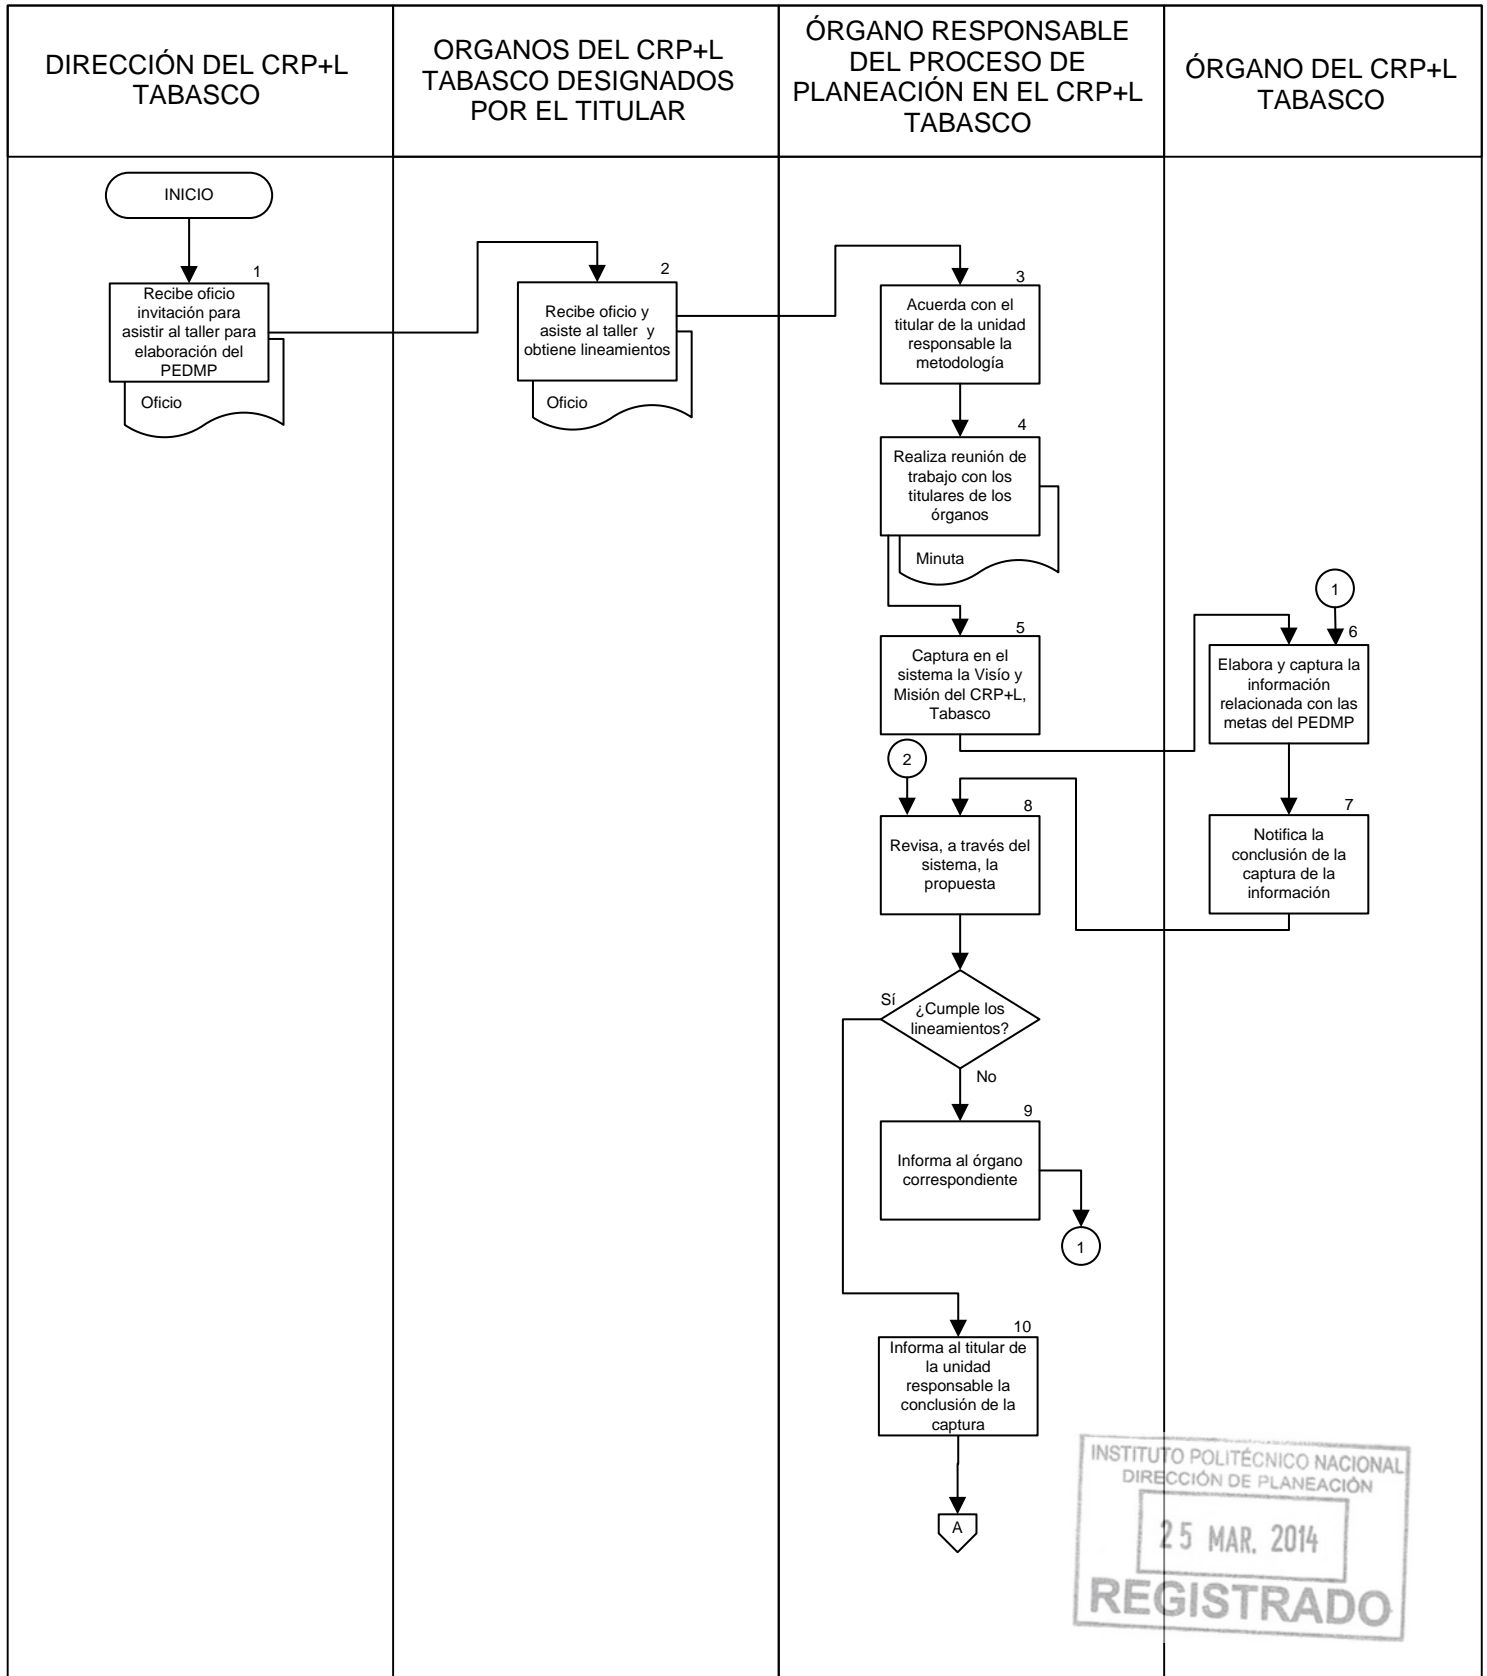 DIRECCIÓN DEL CRP+L
TABASCO
ORGANOS DEL CRP+L
TABASCO DESIGNADOS
POR EL TITULAR
ÓRGANO RESPONSABLE
DEL PROCESO DE
PLANEACIÓN EN EL CRP+L
TABASCO
ÓRGANO DEL CRP+L
TABASCO
INICIO
1
Recibe oficio
invitación para
asistir al taller para
elaboración del
PEDMP
Oficio
2
Recibe oficio y
asiste al taller y
obtiene lineamientos
Oficio
3
Acuerda con el
titular de la unidad
responsable la
metodología
4
Realiza reunión de
trabajo con los
titulares de los
órganos
Minuta
5
Captura en el
sistema la Visío y
Misión del CRP+L,
Tabasco
1
6
Elabora y captura la
información
relacionada con las
metas del PEDMP
7
Notifica la
conclusión de la
captura de la
información
2
8
Revisa, a través del
sistema, la
propuesta
Sí
¿Cumple los
lineamientos?
No
9
Informa al órgano
correspondiente
1
10
Informa al titular de
la unidad
responsable la
conclusión de la
captura
A
INSTITUTO POLITÉCNICO NACIONAL
DIRECCIÓN DE PLANEACIÓN
25 MAR. 2014
REGISTRADO